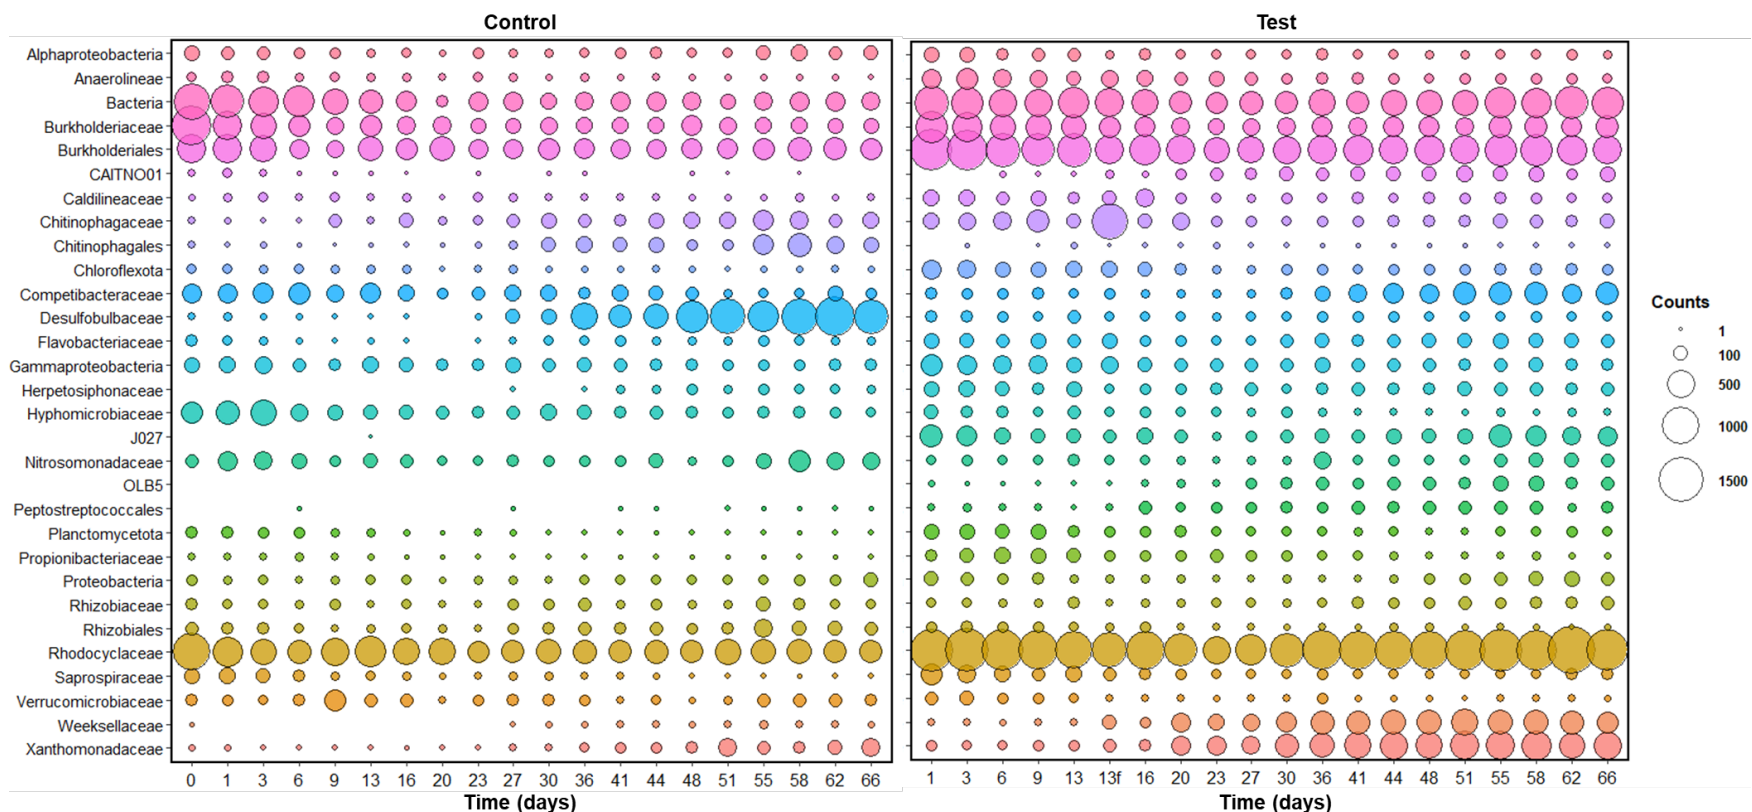 Control Test
Alphaproteobacteria
Anaerolineae
Bacteria
Burkholderiaceae
Burkholderiales
CAITNO01
Caldilineaceae
Chitinophagaceae
Chitinophagales
Chloroflexota
Competibacteraceae
Desulfobulbaceae
Flavobacteriaceae
Gammaproteobacteria
Herpetosiphonaceae
Hyphomicrobiaceae
J027
Nitrosomonadaceae
OLB5
Peptostreptococcales
Planctomycetota
Propionibacteriaceae
Proteobacteria
Rhizobiaceae
Rhizobiales
Rhodocyclaceae
Saprospiraceae
Verrucomicrobiaceae
Weeksellaceae
Xanthomonadaceae
0 1 3 6 9 13 16 20 23 27 30 36 41 44 48 51 55 58 62 66
Time (days)
1 3 6 9 13 13f 16 20 23 27 30 36 41 44 48 51 55 58 62 66
Time (days)
Counts
1
100
500
1000
1500